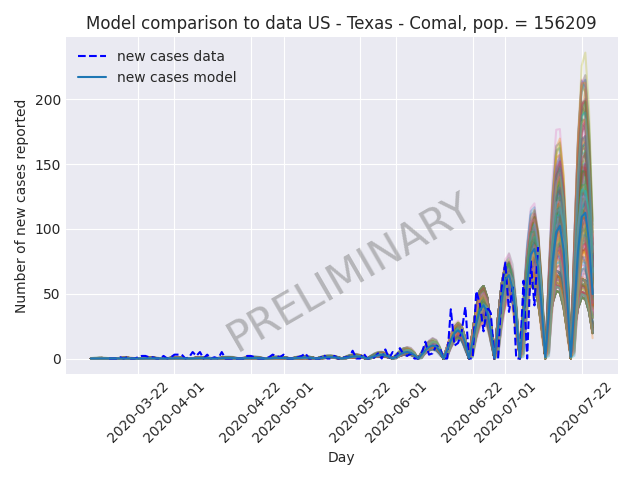 Model comparison to data US - Texas - Comal, pop. = 156209
new cases data
new cases model
Number of new cases reported
200
150
100
50
0
PRELIMINARY
2020-03-22
2020-04-01
2020-04-22
2020-05-01
2020-05-22
2020-06-01
2020-06-22
2020-07-01
2020-07-22
Day